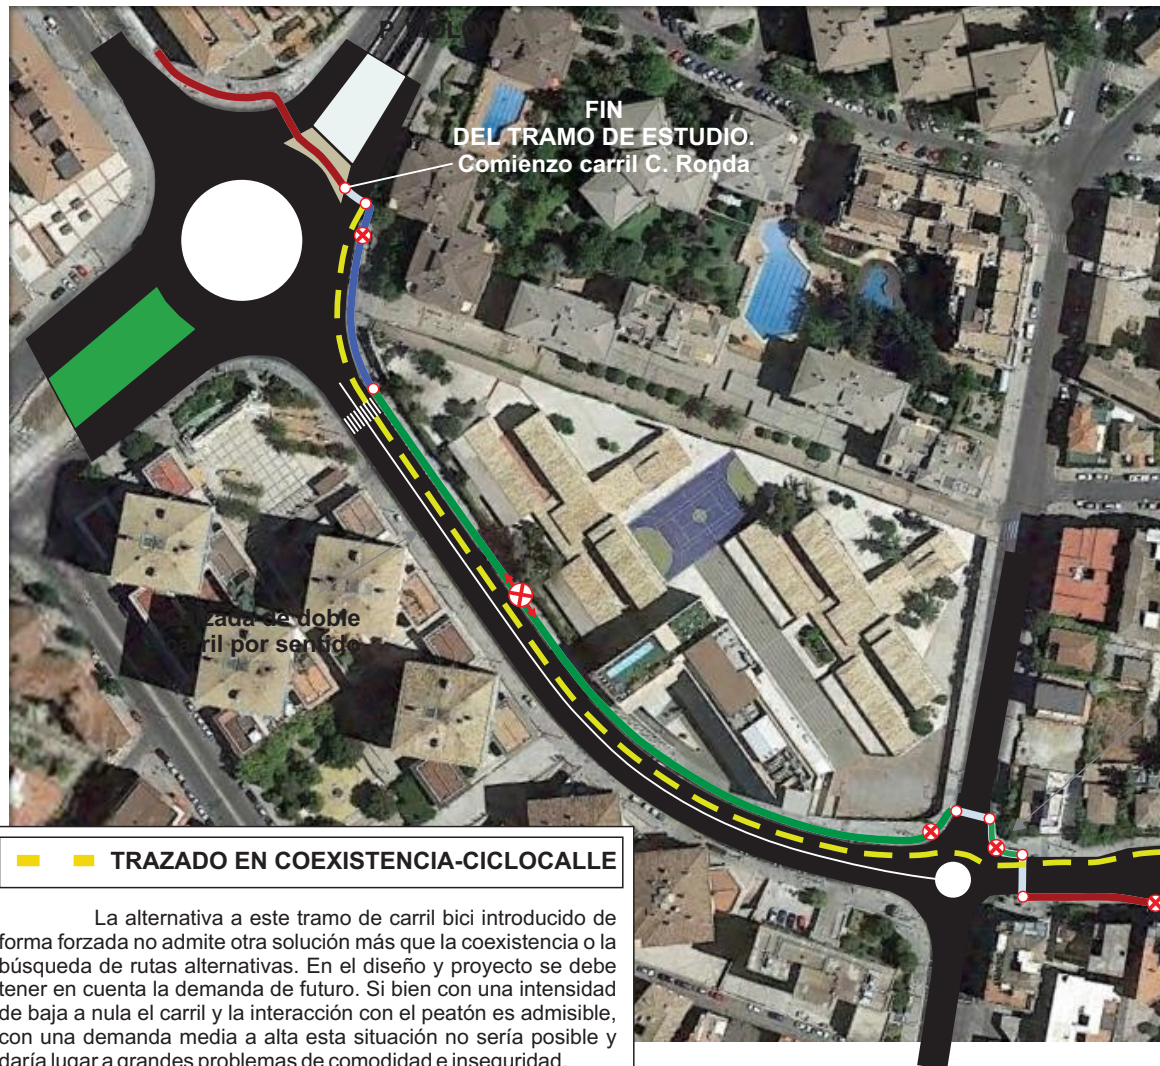 FIN
DEL TRAMO DE ESTUDIO.
Comienzo carril C. Ronda
de doble
carril por sentido
TRAZADO EN COEXISTENCIA-CICLOCALLE
La alternativa a este tramo de carril bici introducido de
forma forzada no admite otra solución más que la coexistencia o la
búsqueda de rutas alternativas. En el diseño y proyecto se debe
tener en cuenta la demanda de futuro. Si bien con una intensidad
de baja a nula el carril y la interacción con el peatón es admisible,
con una demanda media a alta esta situación no sería posible y
daría lugar a grandes problemas de comodidad e inseguridad.